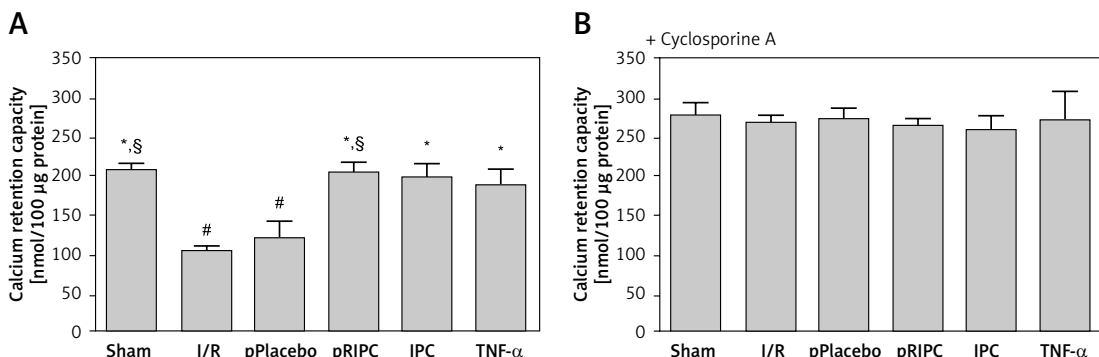 A
Calcium retention capacity
[nmol/100 µg protein]
350
300
250
200
150
100
50
0
*,§
#
#
*,§
*
*
Sham I/R pPlacebo pRIPC IPC TNF-α
B
+ Cyclosporine A
Calcium retention capacity
[nmol/100 µg protein]
350
300
250
200
150
100
50
0
Sham I/R pPlacebo pRIPC IPC TNF-α